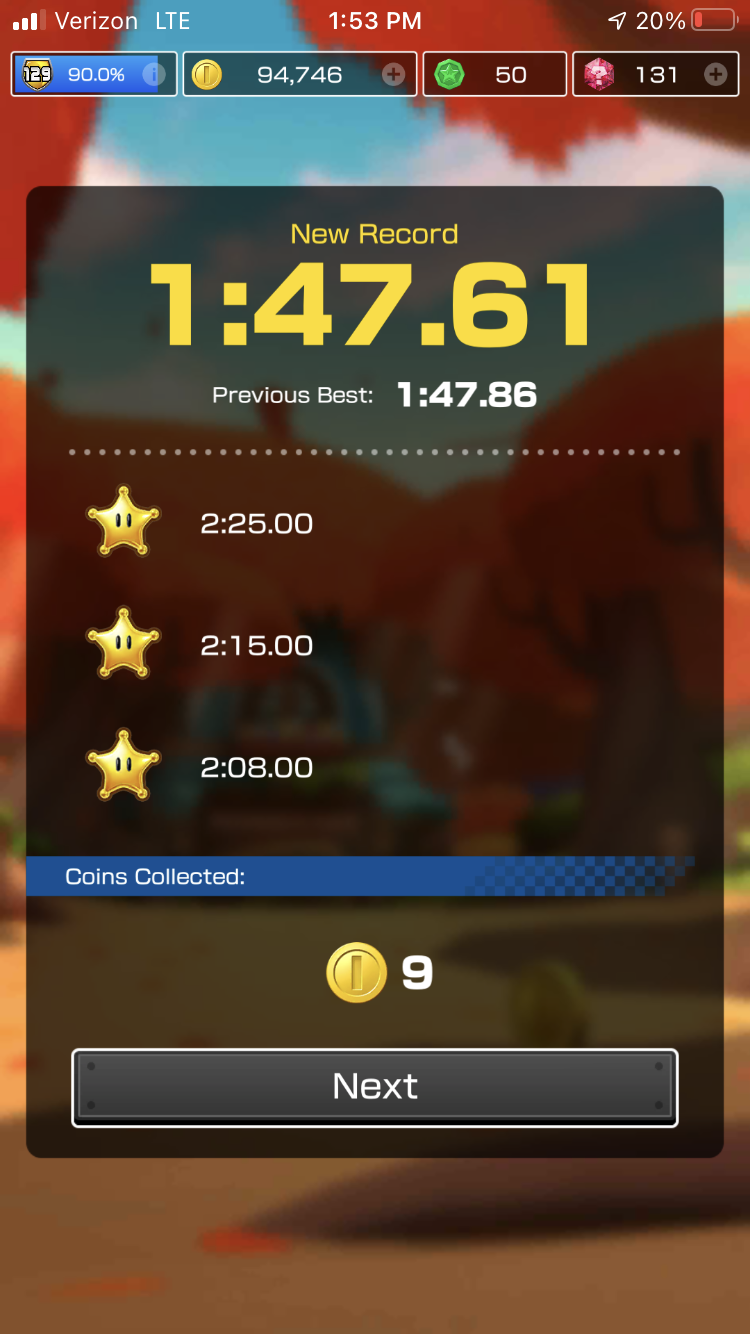 Verizon LTE 1:53 PM 20%
129 90.0% i 94,746 + 50 ? 131 +
New Record
1:47.61
Previous Best: 1:47.86
2:25.00
2:15.00
2:08.00
Coins Collected:
9
Next